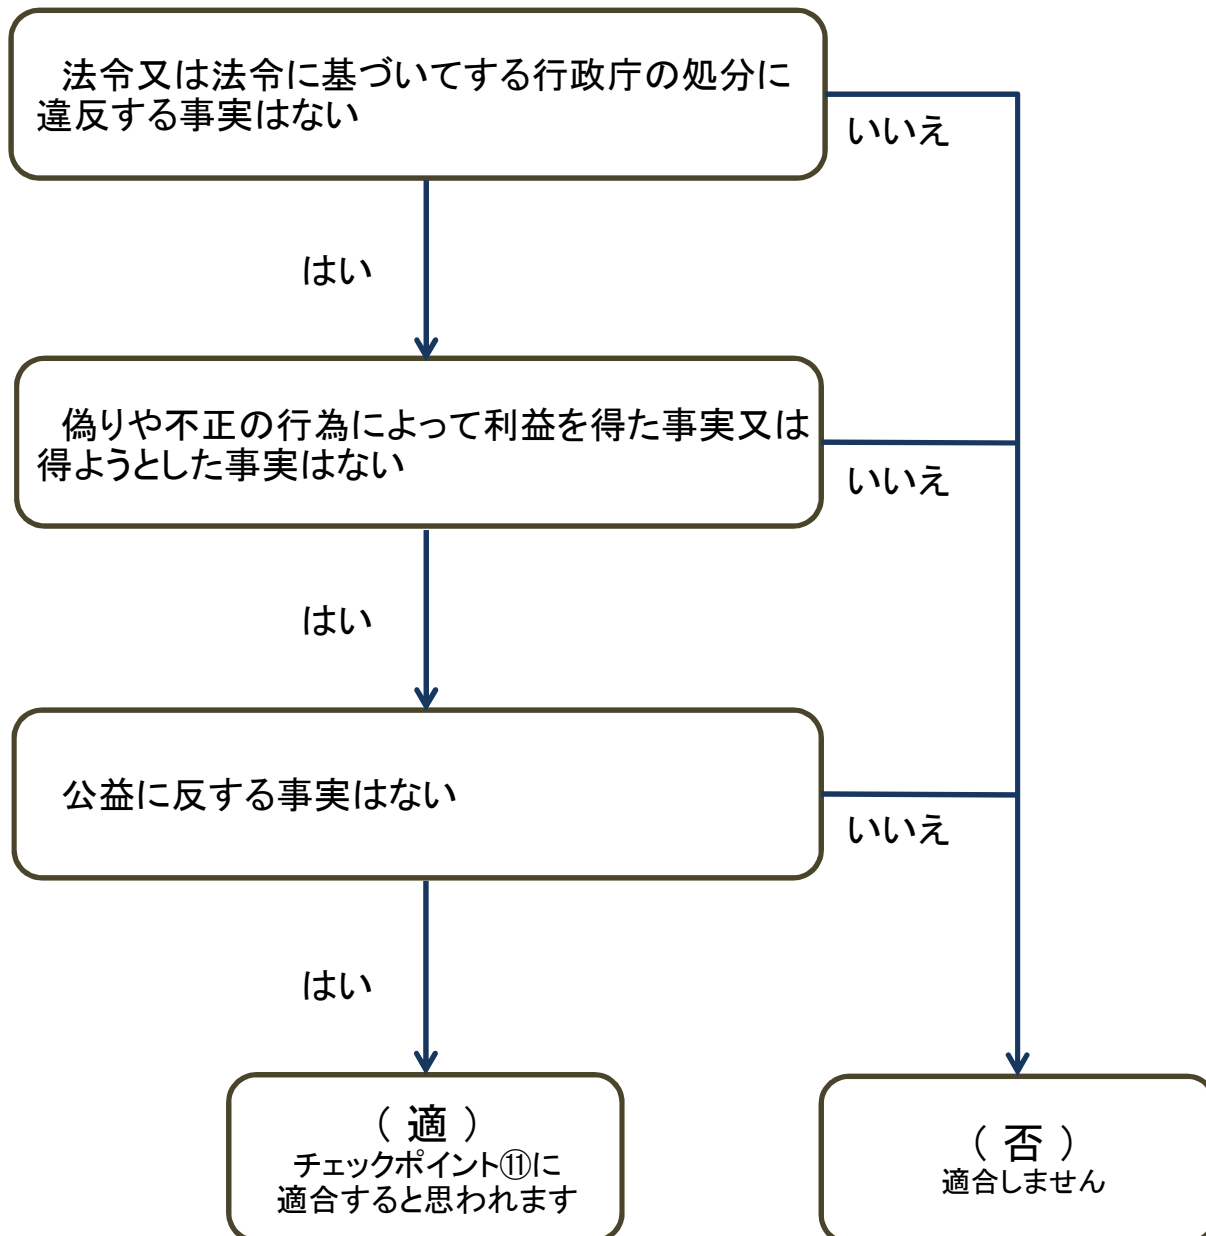 法令又は法令に基づいてする行政庁の処分に
違反する事実はない
いいえ
はい
偽りや不正の行為によって利益を得た事実又は
得ようとした事実はない
いいえ
はい
公益に反する事実はない
いいえ
はい
（ 適 ）
チェックポイント⑪に
適合すると思われます
（ 否 ）
適合しません